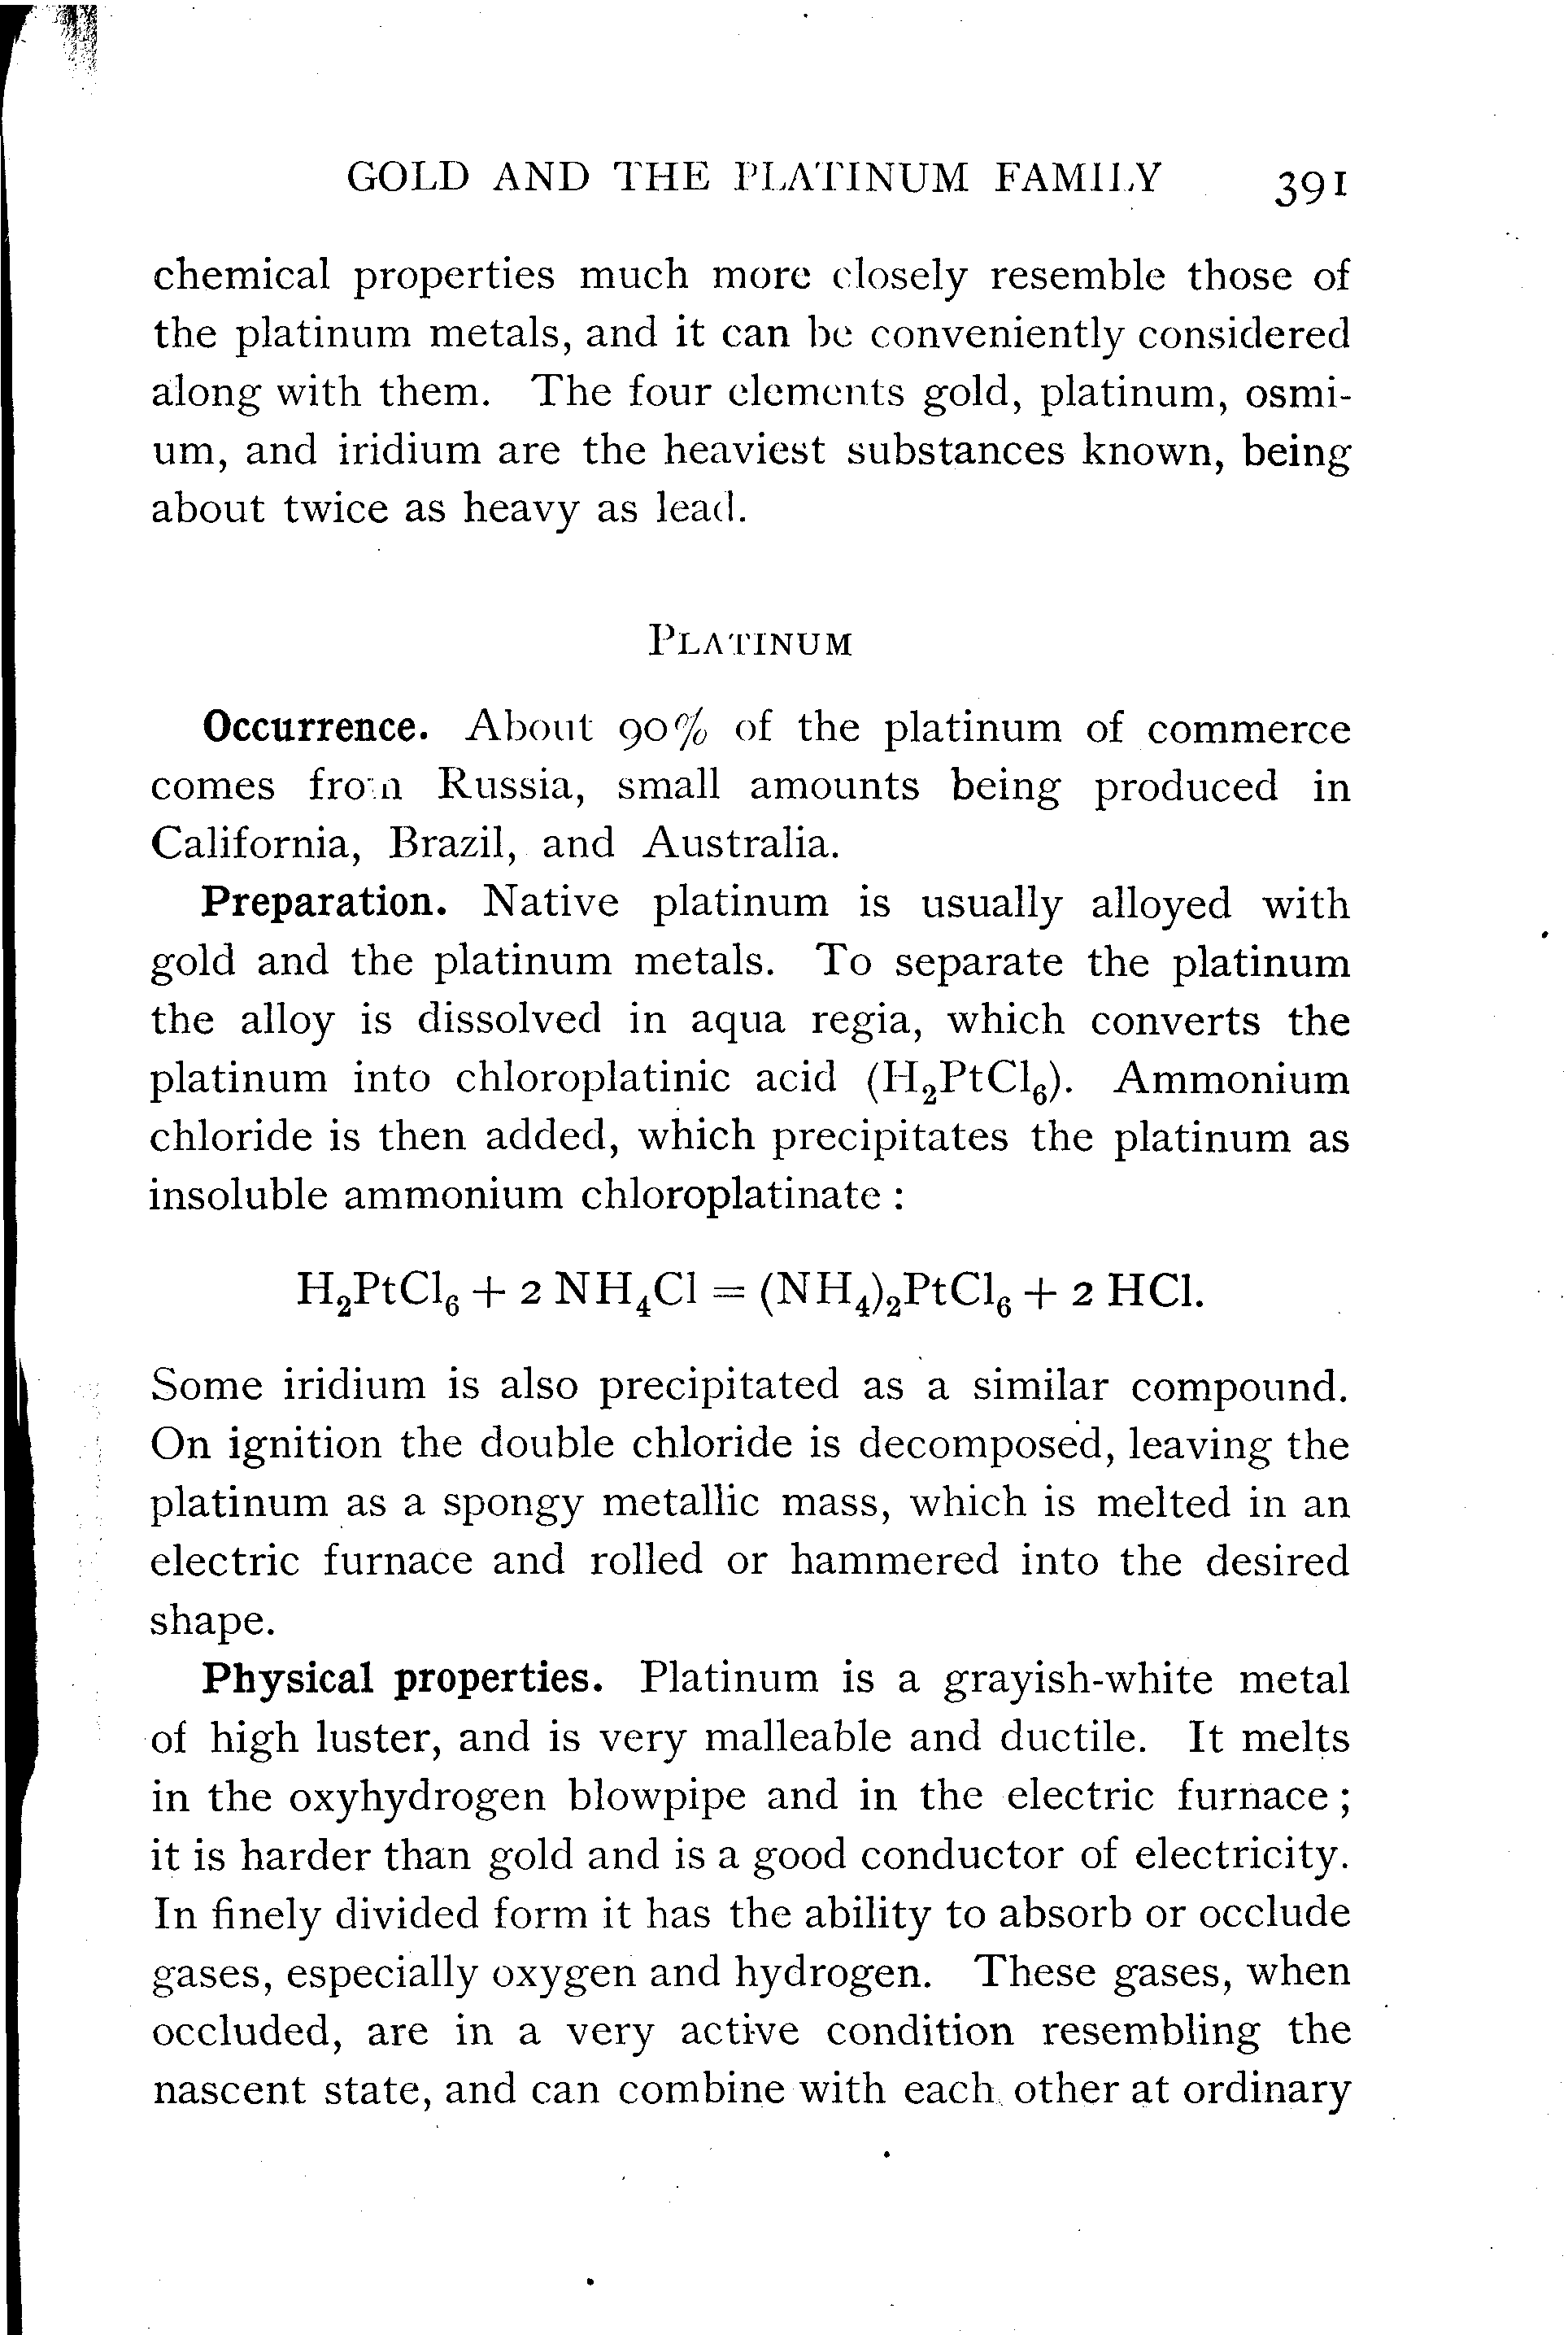 GOLD AND THE PLATINUM FAMILY 391
chemical properties much more closely resemble those of
the platinum metals, and it can be conveniently considered
along with them. The four elements gold, platinum, osmi-
um, and iridium are the heaviest substances known, being
about twice as heavy as lead.
PLATINUM
Occurrence. About 90% of the platinum of commerce
comes from Russia, small amounts being produced in
California, Brazil, and Australia.
Preparation. Native platinum is usually alloyed with
gold and the platinum metals. To separate the platinum
the alloy is dissolved in aqua regia, which converts the
platinum into chloroplatinic acid (H₂PtCl₆). Ammonium
chloride is then added, which precipitates the platinum as
insoluble ammonium chloroplatinate :
H₂PtCl₆ + 2 NH₄Cl = (NH₄)₂PtCl₆ + 2 HCl.
Some iridium is also precipitated as a similar compound.
On ignition the double chloride is decomposed, leaving the
platinum as a spongy metallic mass, which is melted in an
electric furnace and rolled or hammered into the desired
shape.
Physical properties. Platinum is a grayish-white metal
of high luster, and is very malleable and ductile. It melts
in the oxyhydrogen blowpipe and in the electric furnace ;
it is harder than gold and is a good conductor of electricity.
In finely divided form it has the ability to absorb or occlude
gases, especially oxygen and hydrogen. These gases, when
occluded, are in a very active condition resembling the
nascent state, and can combine with each other at ordinary